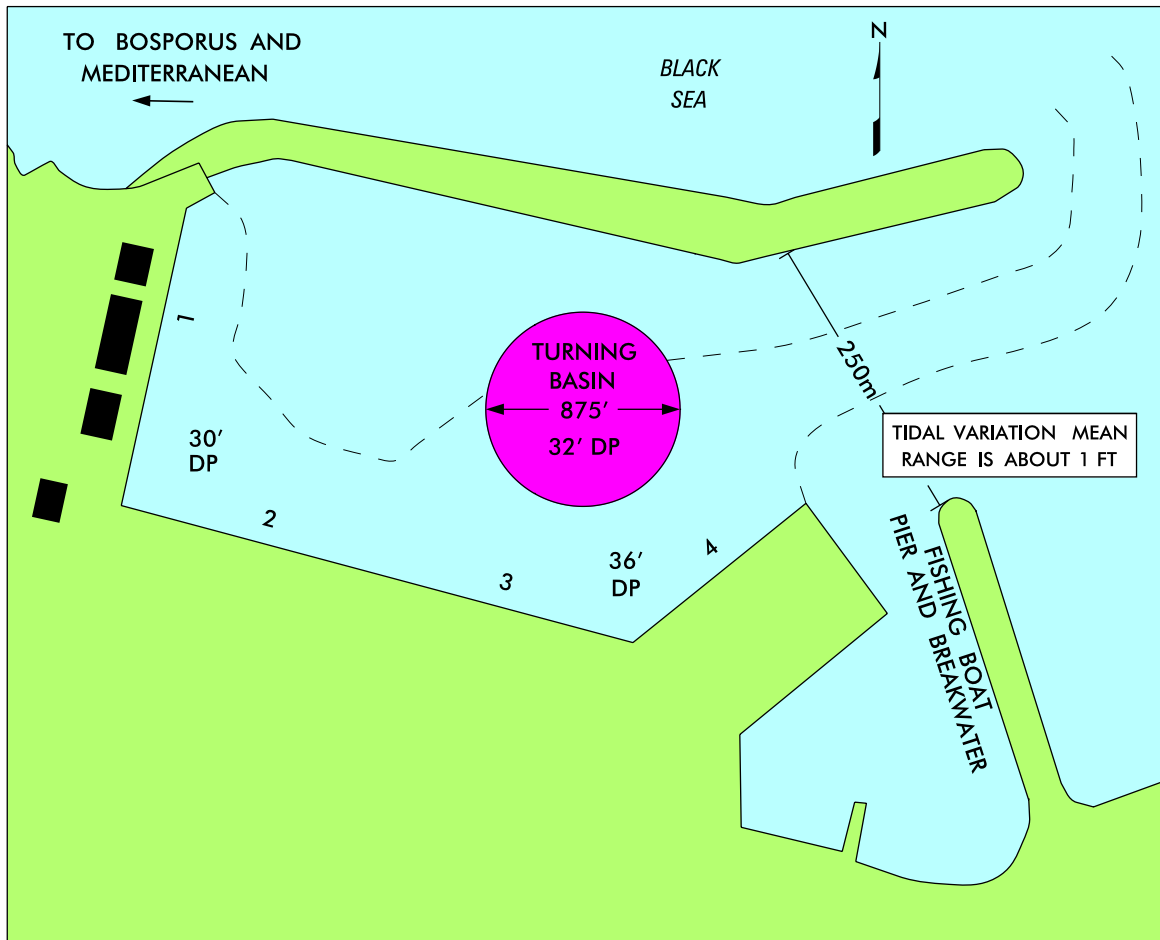 TO BOSPORUS AND
MEDITERRANEAN
BLACK
SEA
N
1
TURNING
BASIN
875'
32' DP
250m
TIDAL VARIATION MEAN
RANGE IS ABOUT 1 FT
30'
DP
2
3
36'
DP
4
FISHING BOAT
PIER AND BREAKWATER